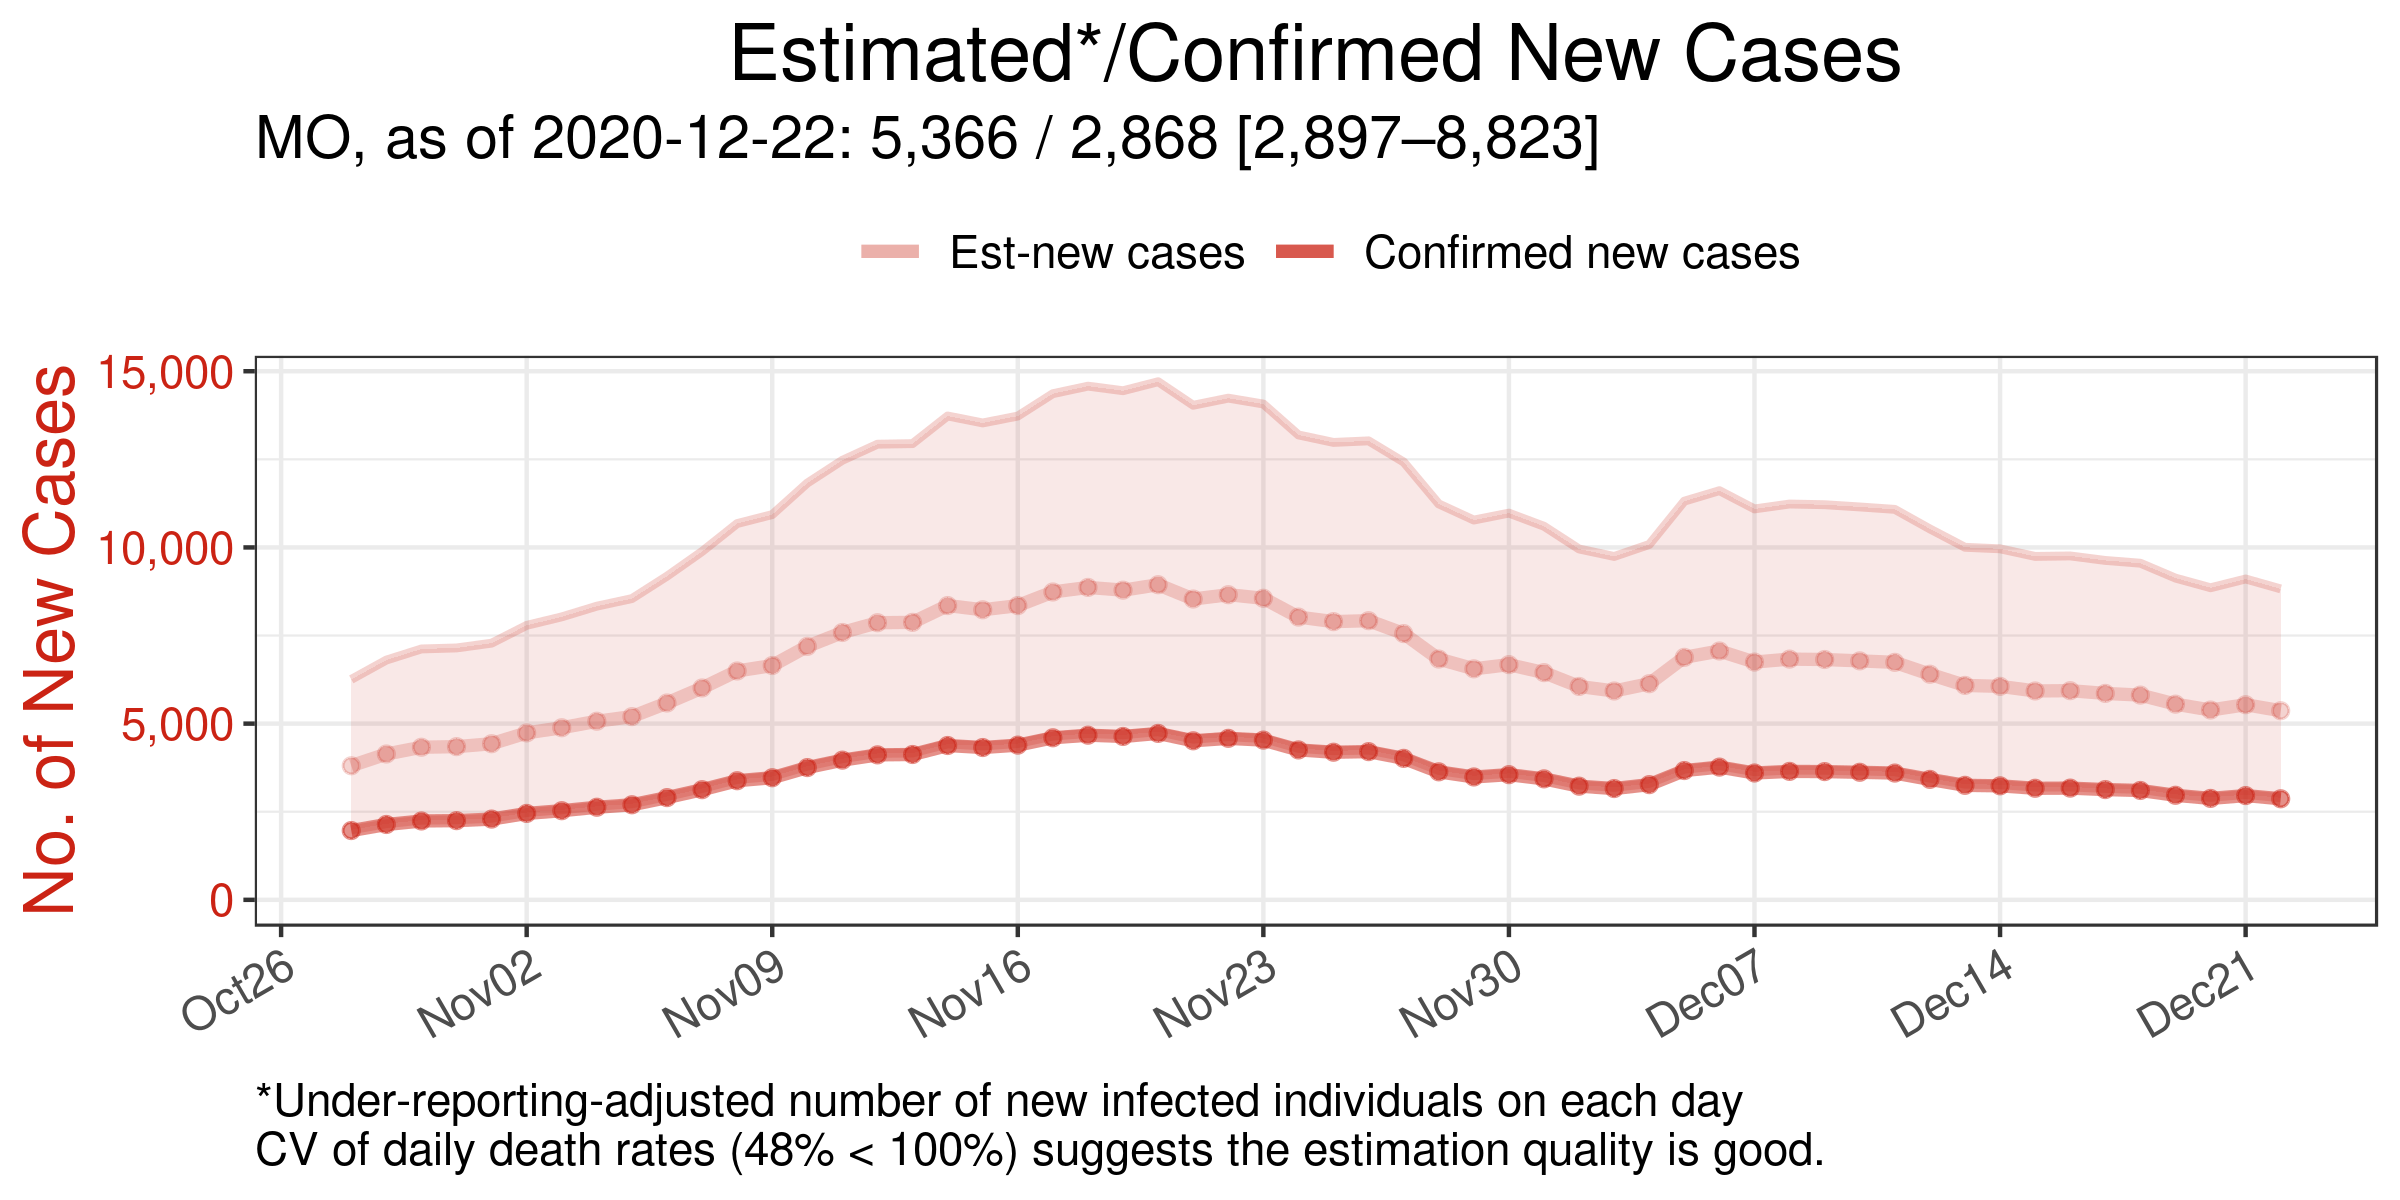 Estimated*/Confirmed New Cases
MO, as of 2020-12-22: 5,366 / 2,868 [2,897–8,823]
Est-new cases
Confirmed new cases
No. of New Cases
15,000
10,000
5,000
0
Oct26
Nov02
Nov09
Nov16
Nov23
Nov30
Dec07
Dec14
Dec21
*Under-reporting-adjusted number of new infected individuals on each day
CV of daily death rates (48% < 100%) suggests the estimation quality is good.